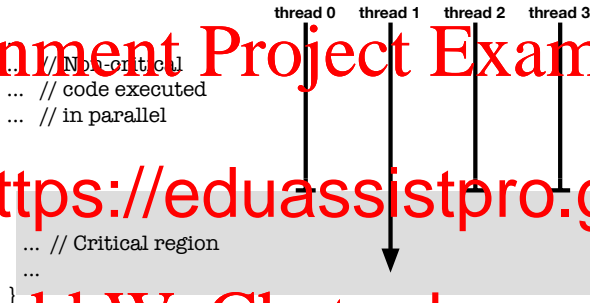 thread 0 thread 1 thread 2 thread 3
nment Project Exam
... // Non-critical
... // code executed
... // in parallel
ttps://eduassistpro.g
... // Critical region
...
}